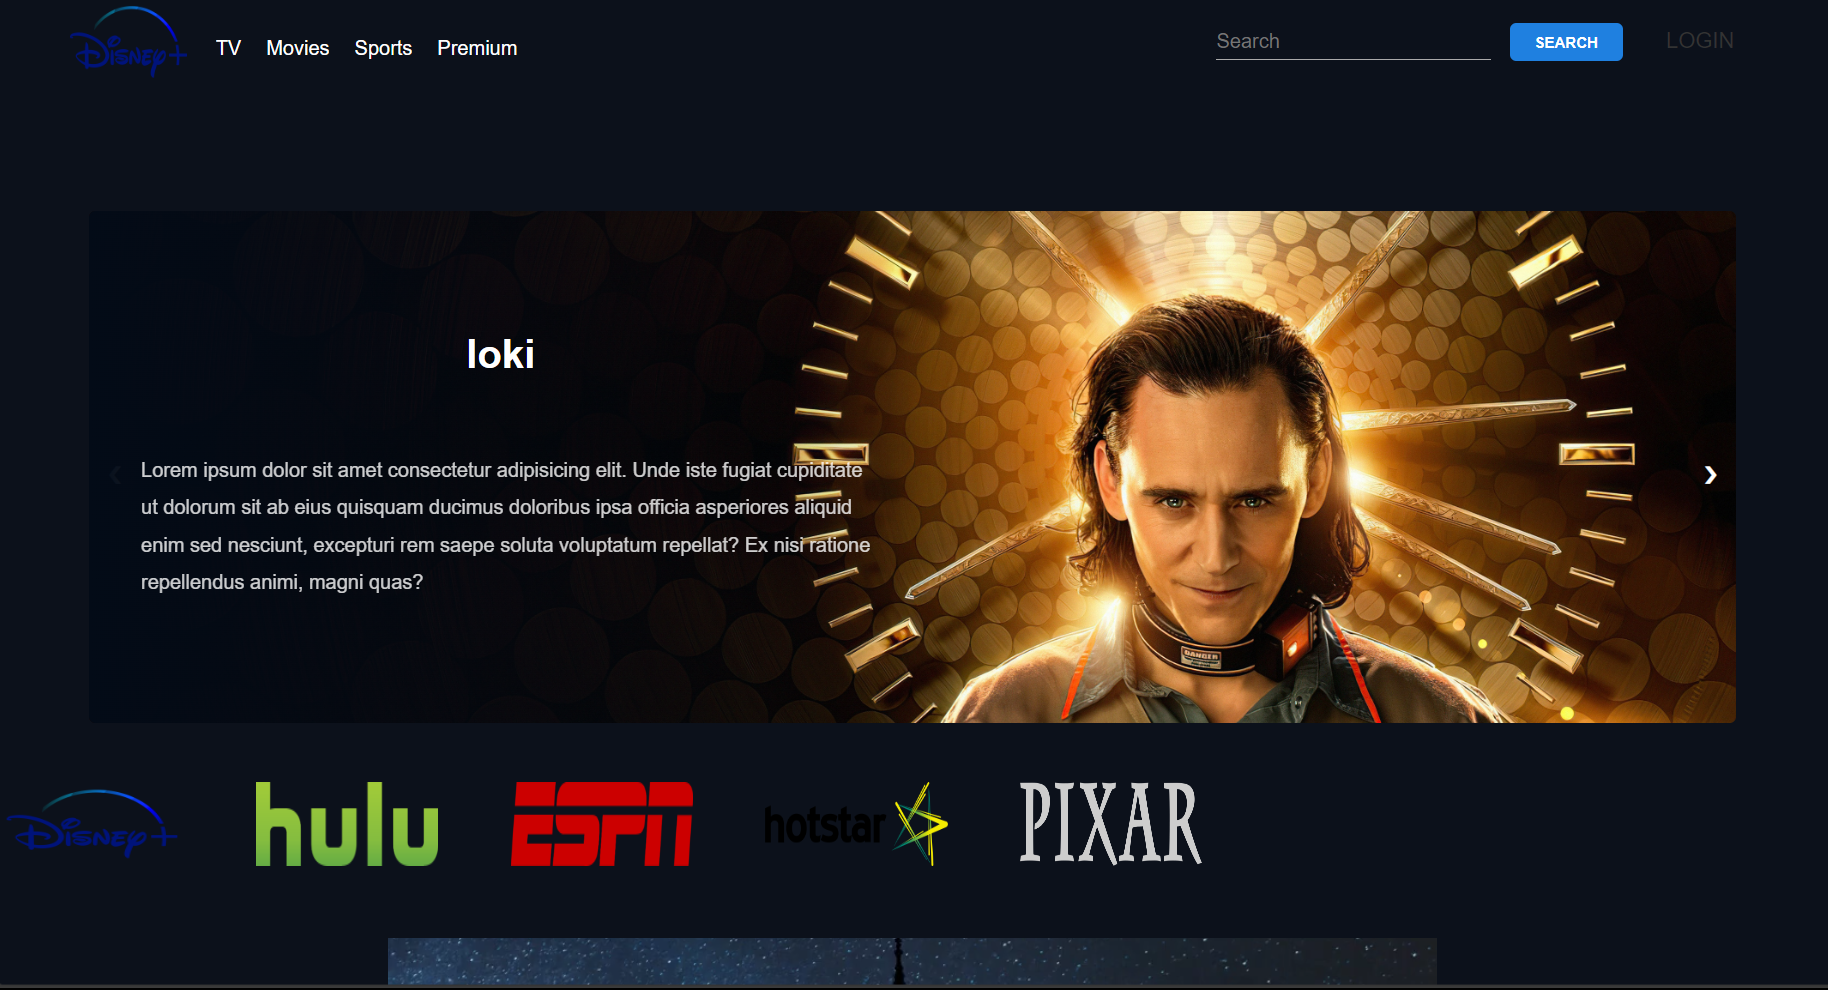 Disney+
TV Movies Sports Premium
Search
SEARCH
LOGIN
loki
Lorem ipsum dolor sit amet consectetur adipisicing elit. Unde iste fugiat cupiditate
ut dolorum sit ab eius quisquam ducimus doloribus ipsa officia asperiores aliquid
enim sed nesciunt, excepturi rem saepe soluta voluptatum repellat? Ex nisi ratione
repellendus animi, magni quas?
DANGER
Disney+
hulu
ESPN
hotstar
PIXAR